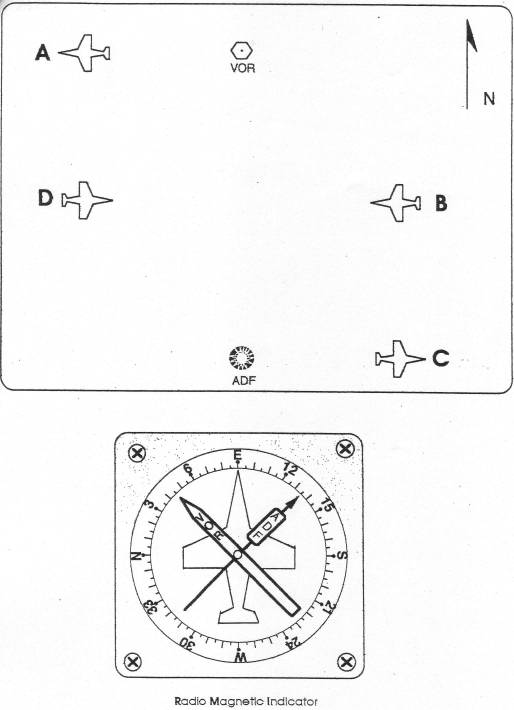 A
VOR
N
D
B
C
ADF
E
6
12
3
15
VOR
ADF
N
S
33
21
30
24
W
Radio Magnetic Indicator